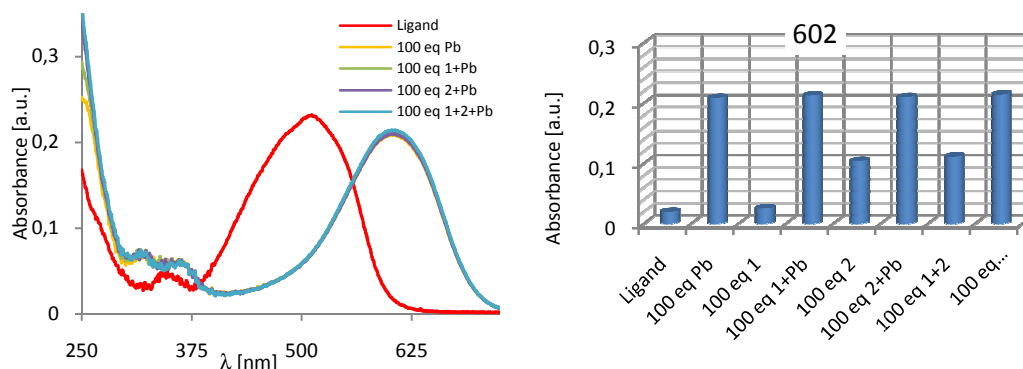 Absorbance [a.u.]
0,3
0,2
0,1
0
250
375
500
625
λ [nm]
Ligand
100 eq Pb
100 eq 1+Pb
100 eq 2+Pb
100 eq 1+2+Pb
602
Absorbance [a.u.]
0,3
0,2
0,1
0
Ligand
100 eq Pb
100 eq 1
100 eq 1+Pb
100 eq 2
100 eq 2+Pb
100 eq 1+2
100 eq...